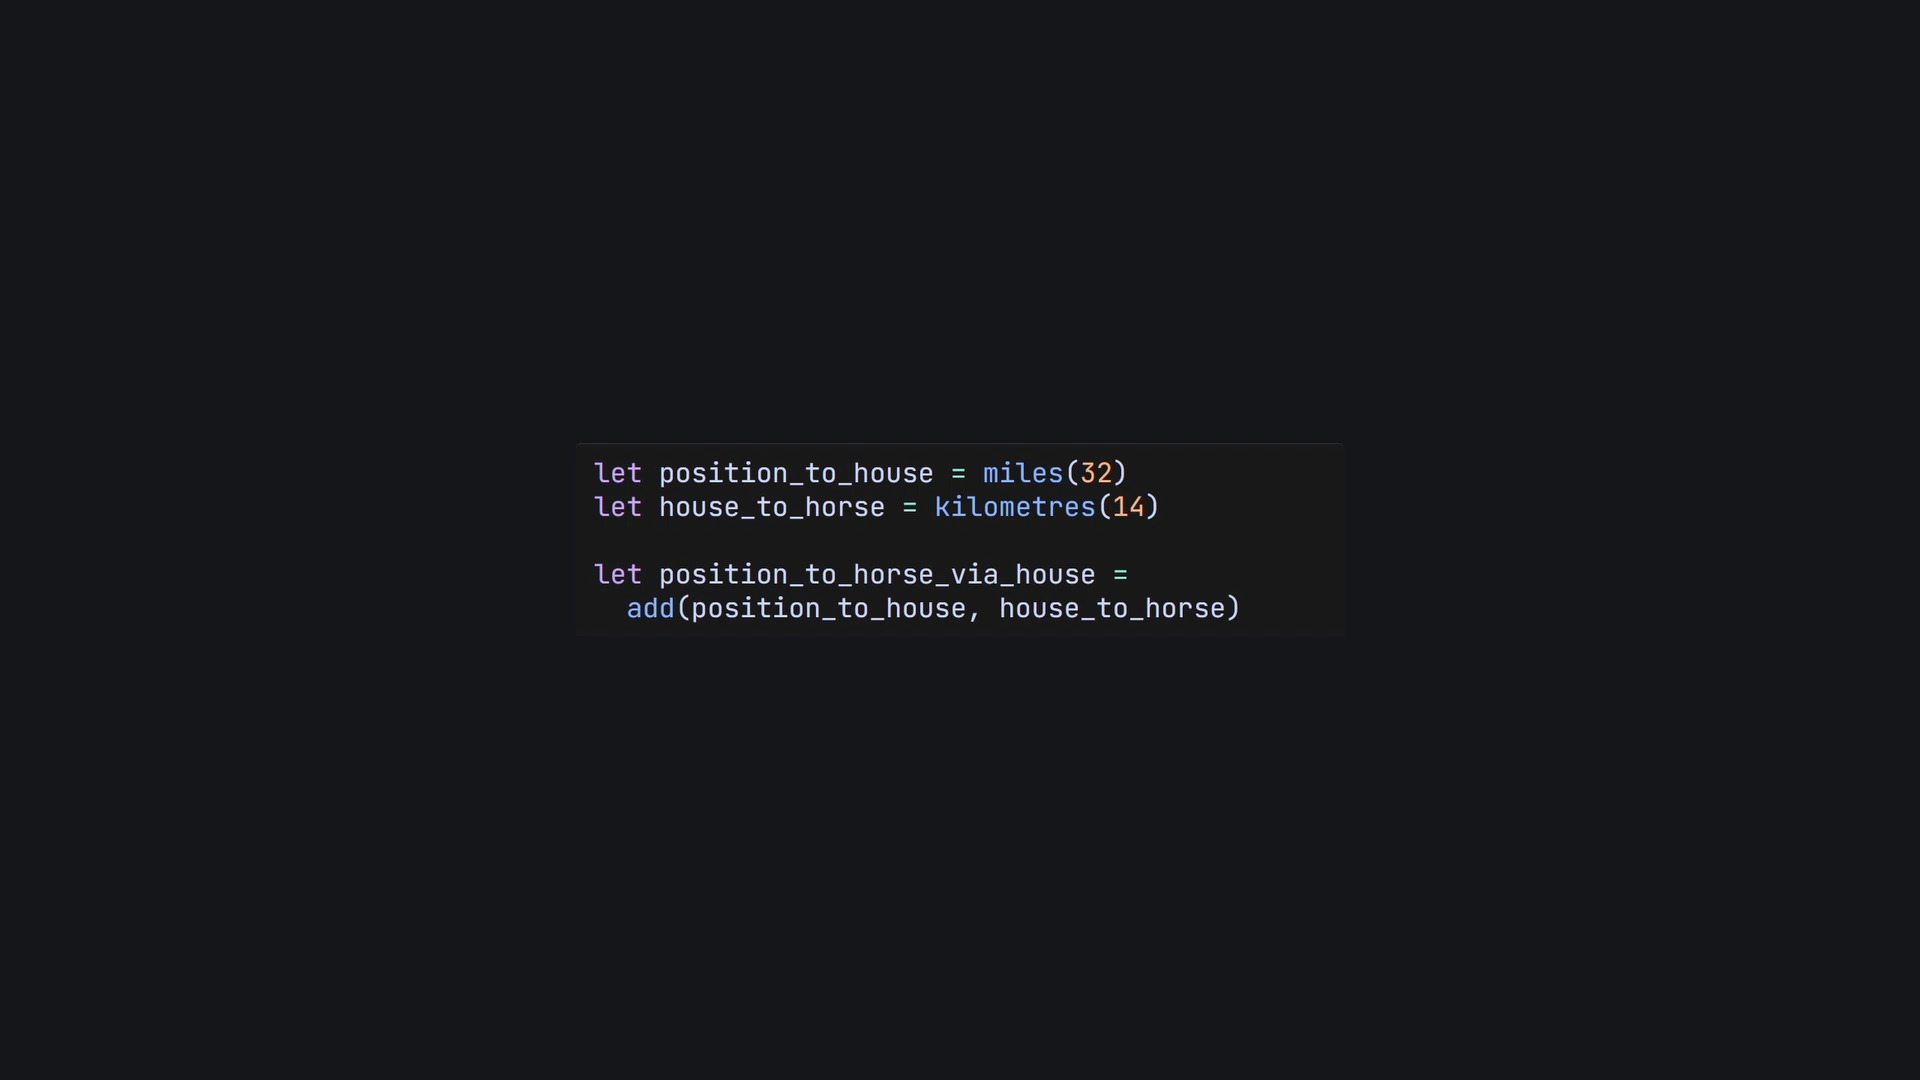 let position_to_house = miles(32)
let house_to_horse = kilometres(14)
let position_to_horse_via_house =
add(position_to_house, house_to_horse)